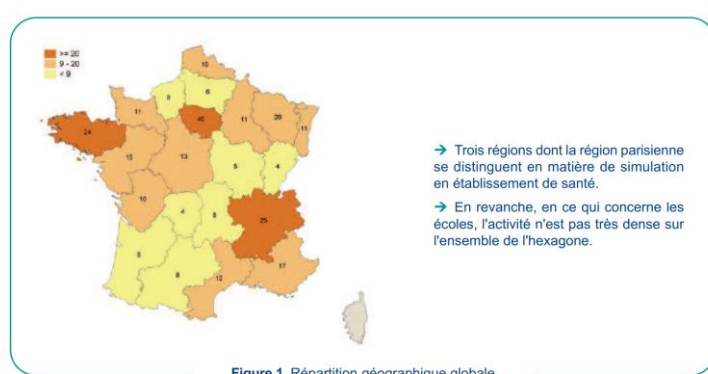 >= 20
9 - 20
< 9
10
8
6
11
40
11
11
24
13
5
4
10
4
8
25
8
12
17
→ Trois régions dont la région parisienne
se distinguent en matière de simulation
en établissement de santé.
→ En revanche, en ce qui concerne les
écoles, l'activité n'est pas très dense sur
l'ensemble de l'hexagone.
Figure 1. Répartition géographique globale